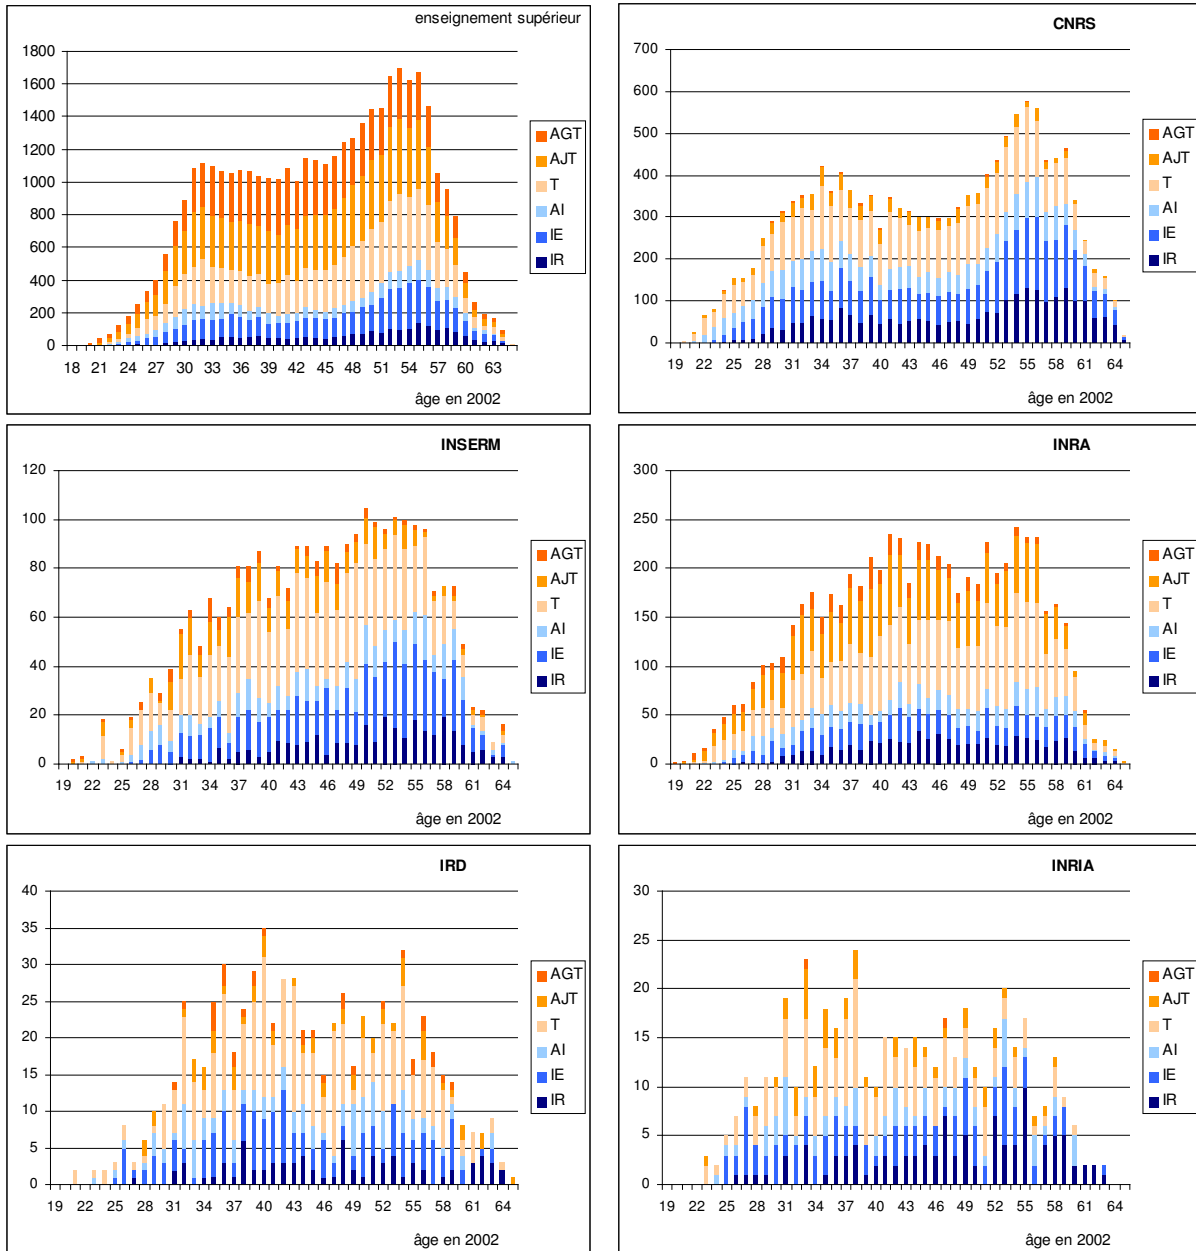 enseignement supérieur
1800
1600
1400
1200
1000
800
600
400
200
0
18 21 24 27 30 33 36 39 42 45 48 51 54 57 60 63
âge en 2002
AGT
AJT
T
AI
IE
IR
CNRS
700
600
500
400
300
200
100
0
19 22 25 28 31 34 37 40 43 46 49 52 55 58 61 64
âge en 2002
AGT
AJT
T
AI
IE
IR
INSERM
120
100
80
60
40
20
0
19 22 25 28 31 34 37 40 43 46 49 52 55 58 61 64
âge en 2002
AGT
AJT
T
AI
IE
IR
INRA
300
250
200
150
100
50
0
19 22 25 28 31 34 37 40 43 46 49 52 55 58 61 64
âge en 2002
AGT
AJT
T
AI
IE
IR
IRD
40
35
30
25
20
15
10
5
0
19 22 25 28 31 34 37 40 43 46 49 52 55 58 61 64
âge en 2002
AGT
AJT
T
AI
IE
IR
INRIA
30
25
20
15
10
5
0
19 22 25 28 31 34 37 40 43 46 49 52 55 58 61 64
âge en 2002
AGT
AJT
T
AI
IE
IR